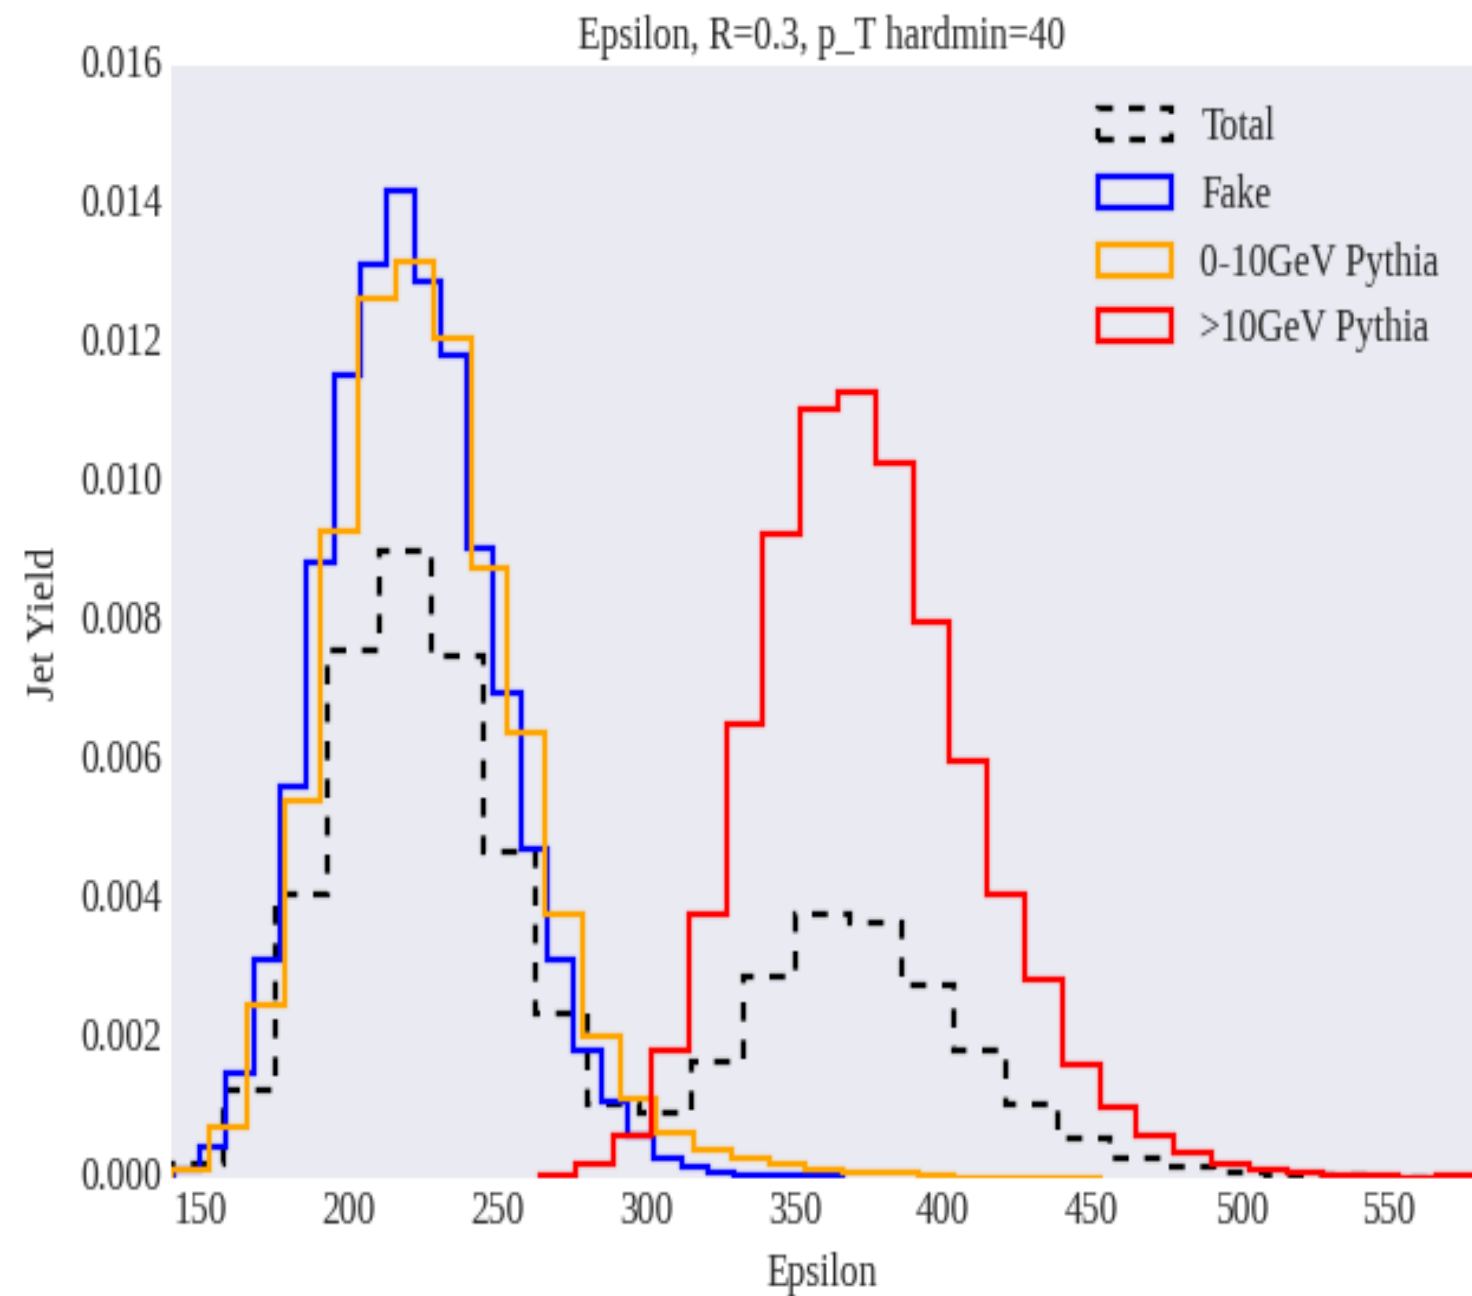 Epsilon, R=0.3, p_T hardmin=40
0.016
0.014
0.012
0.010
0.008
0.006
0.004
0.002
0.000
Jet Yield
Total
Fake
0-10GeV Pythia
>10GeV Pythia
150 200 250 300 350 400 450 500 550
Epsilon